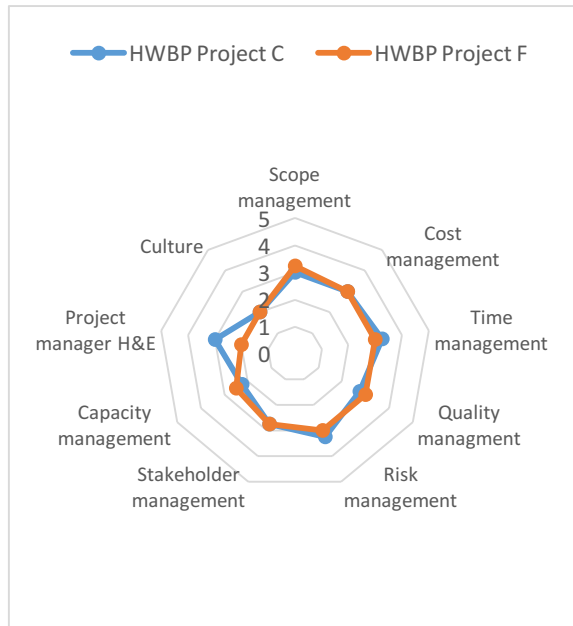 HWBP Project C
HWBP Project F
Scope
management
Cost
management
Time
management
Quality
managment
Risk
management
Stakeholder
management
Capacity
management
Project
manager H&E
Culture
5
4
3
2
1
0